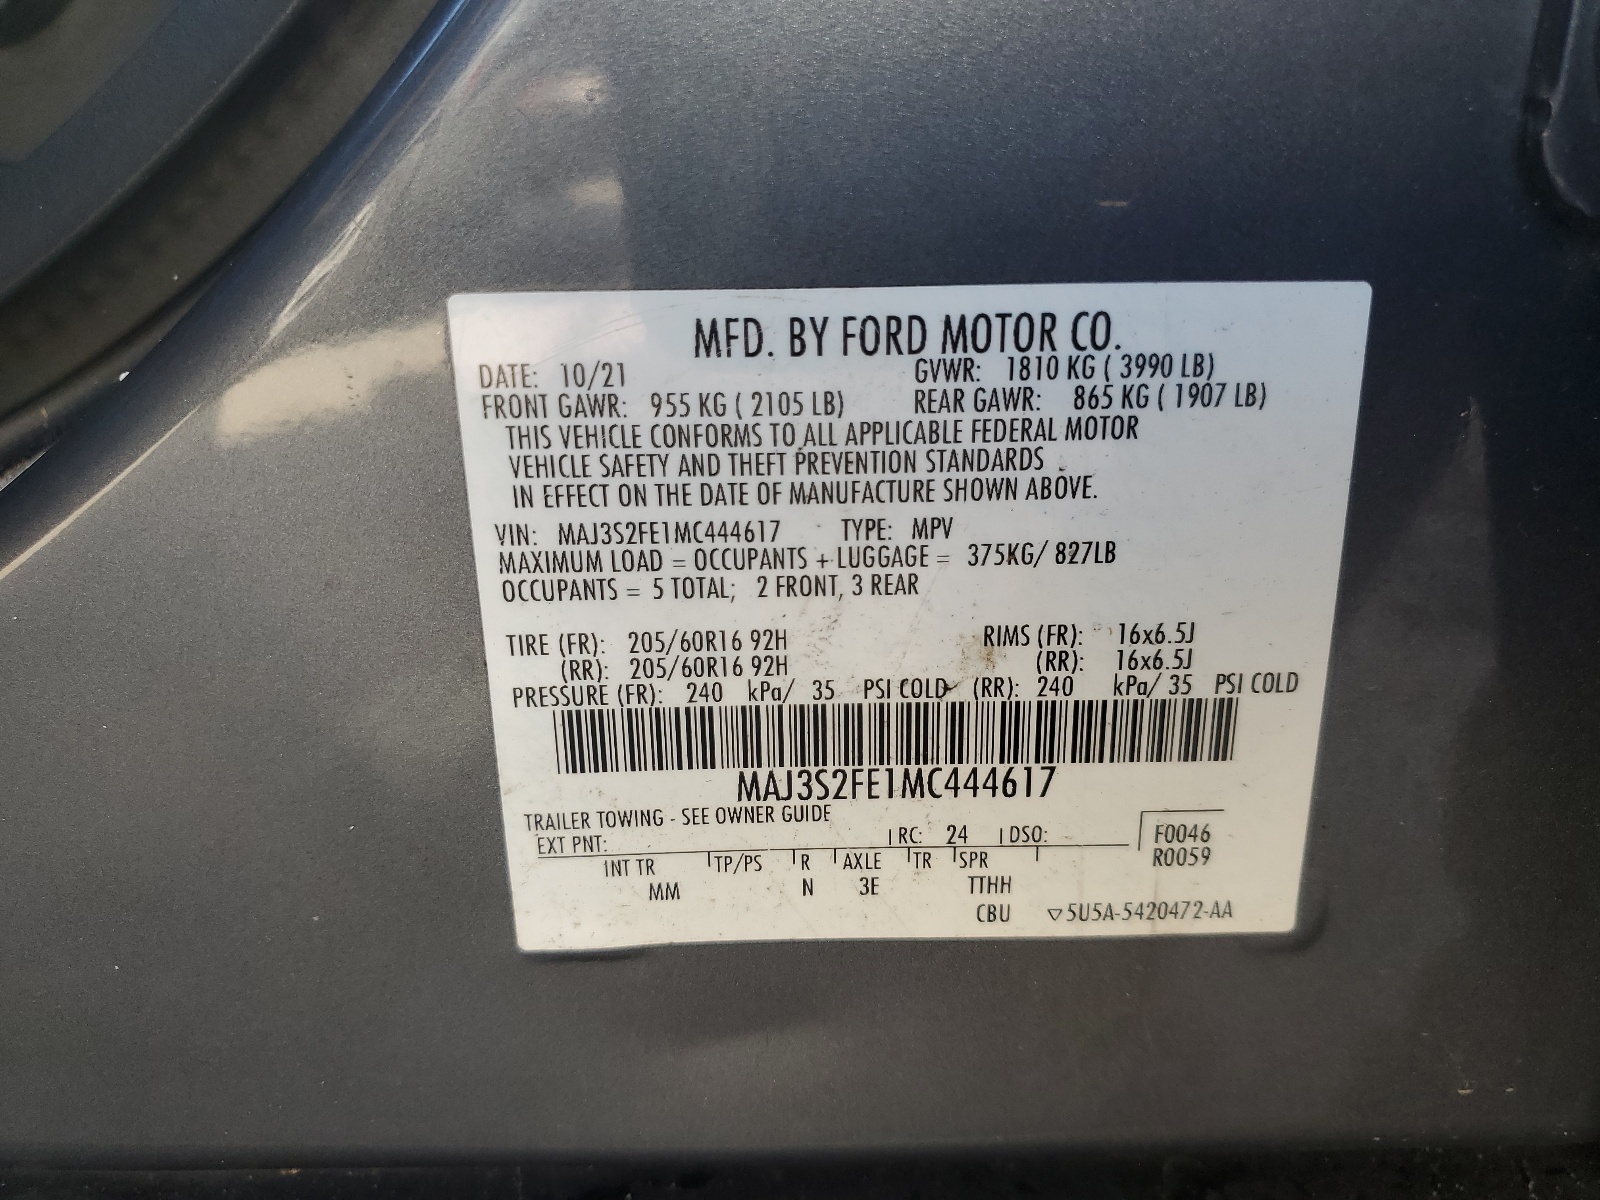 MFD. BY FORD MOTOR CO.
DATE: 10/21 GVWR: 1810 KG ( 3990 LB)
FRONT GAWR: 955 KG ( 2105 LB) REAR GAWR: 865 KG ( 1907 LB)
THIS VEHICLE CONFORMS TO ALL APPLICABLE FEDERAL MOTOR
VEHICLE SAFETY AND THEFT PREVENTION STANDARDS
IN EFFECT ON THE DATE OF MANUFACTURE SHOWN ABOVE.
VIN: MAJ3S2FE1MC444617 TYPE: MPV
MAXIMUM LOAD = OCCUPANTS + LUGGAGE = 375KG/ 827LB
OCCUPANTS = 5 TOTAL; 2 FRONT, 3 REAR
TIRE (FR): 205/60R16 92H RIMS (FR): 16x6.5J
(RR): 205/60R16 92H (RR): 16x6.5J
PRESSURE (FR): 240 kPa/ 35 PSI COLD (RR): 240 kPa/ 35 PSI COLD
MAJ3S2FE1MC444617
TRAILER TOWING - SEE OWNER GUIDE
EXT PNT: RC: 24 DSO: F0046
INT TR TP/PS R AXLE TR SPR R0059
MM N 3E TTHH
CBU ▽5U5A-5420472-AA